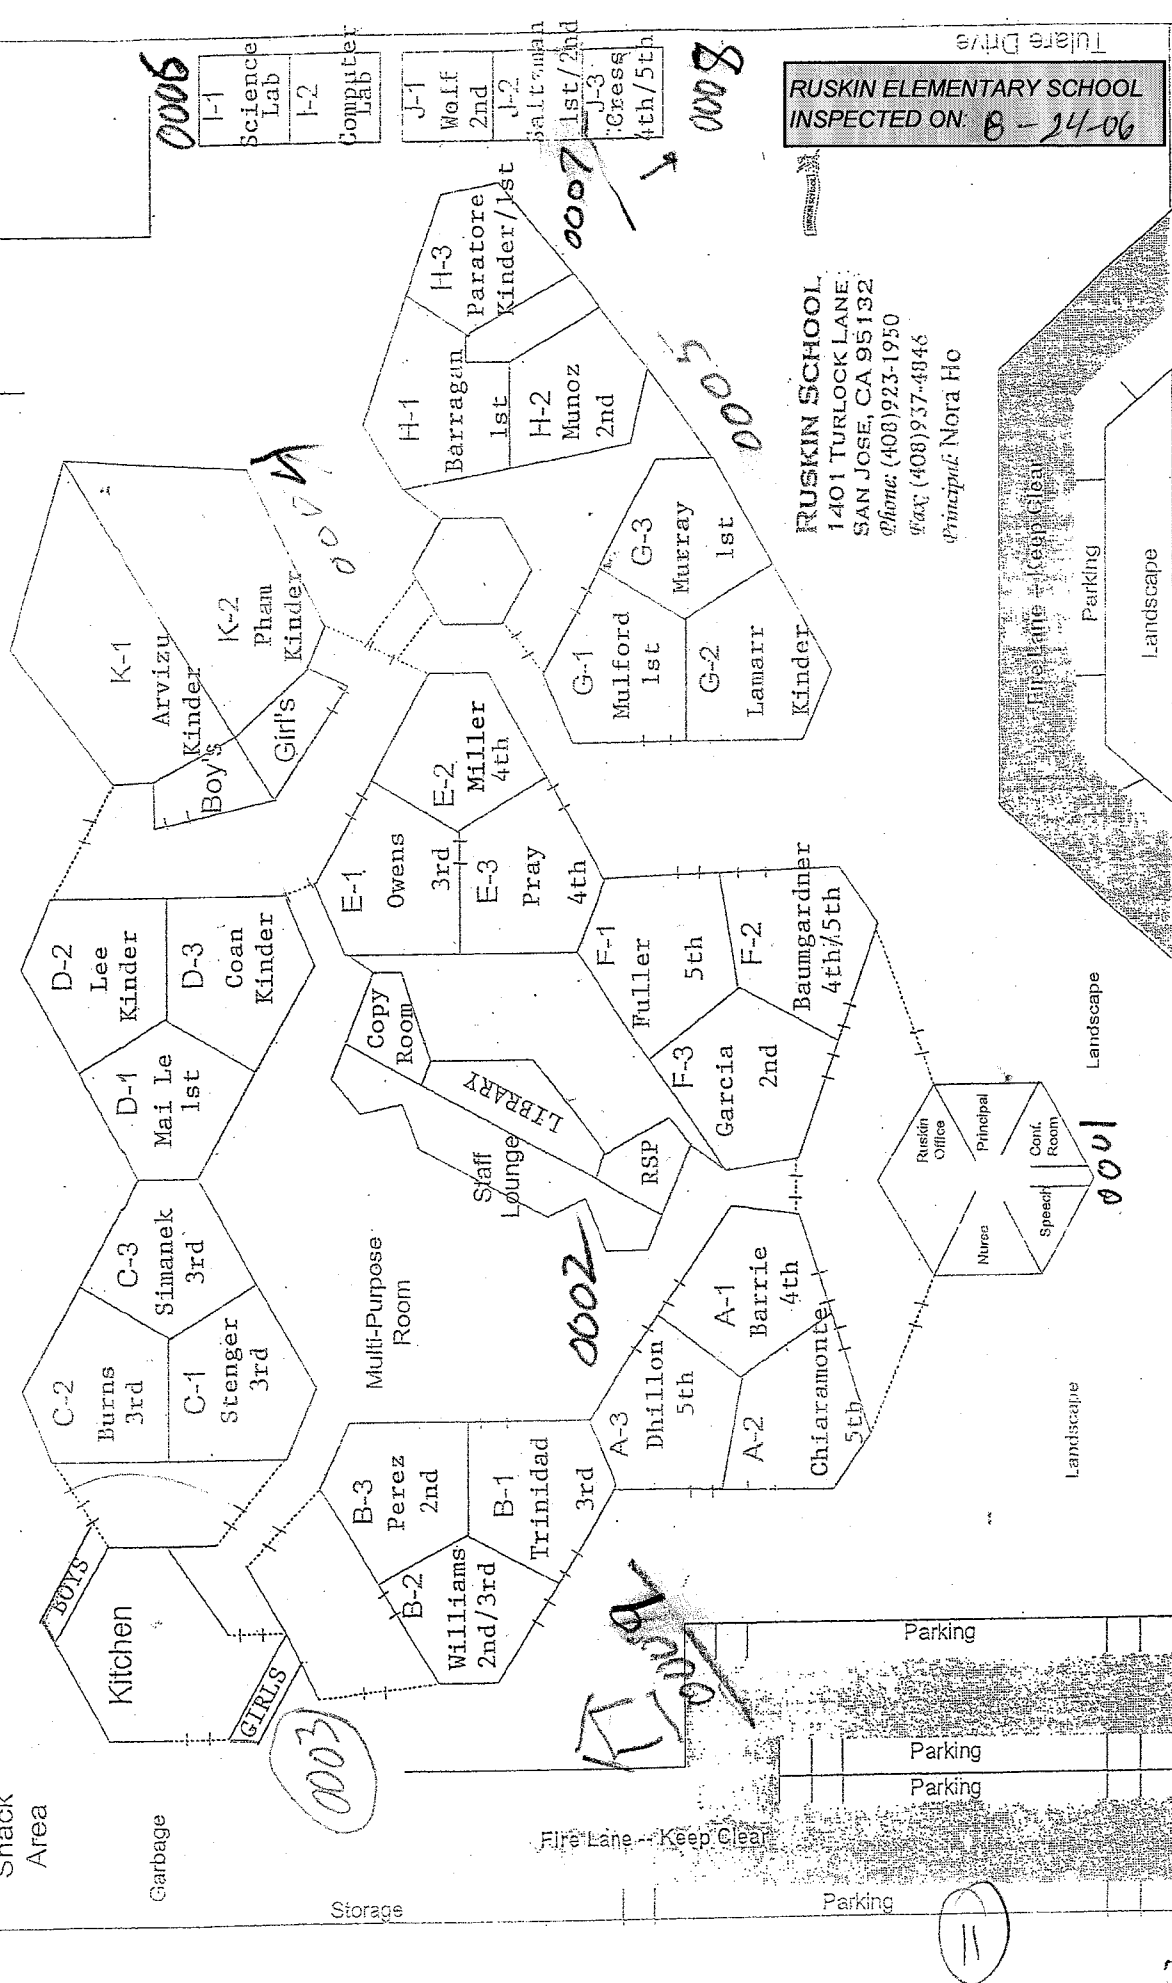 0006
I-1
Science
Lab
I-2
Computer
Lab
J-1
Wolf
2nd
J-2
Saltzman
1st/2nd
J-3
Cress
4th/5th
0007
0008
Tulare Drive
RUSKIN ELEMENTARY SCHOOL
INSPECTED ON: 8-24-06
RUSKIN SCHOOL
1401 TURLOCK LANE
SAN JOSE, CA 95132
Phone: (408)923-1950
Fax: (408)937-4846
Principal: Nora Ho
H-3
Paratore
Kinder/1st
H-1
Barragan
1st
H-2
Munoz
2nd
0005
0004
K-1
Arvizu
Kinder
K-2
Pham
Kinder
Boy's
Girl's
G-3
Murray
1st
G-1
Mulford
1st
G-2
Lamarr
Kinder
Fire Lane -- Keep Clear
Parking
Landscape
D-2
Lee
Kinder
D-3
Coan
Kinder
D-1
Mai Le
1st
E-1
Owens
3rd
E-2
Miller
4th
E-3
Pray
4th
F-1
Fuller
5th
F-2
Baumgardner
4th/5th
F-3
Garcia
2nd
Copy
Room
LIBRARY
Staff
Lounge
RSP
C-3
Simanek
3rd
C-2
Burns
3rd
C-1
Stenger
3rd
Multi-Purpose
Room
0002
A-1
Barrie
4th
A-3
Dhillon
5th
A-2
Chiaramonte
5th
Ruskin
Office
Principal
Conf.
Room
Nurse
Speech
0001
Landscape
Landscape
B-3
Perez
2nd
B-1
Trinidad
3rd
B-2
Williams
2nd/3rd
BOYS
Kitchen
GIRLS
0003
Snack
Area
Garbage
Storage
Fire Lane -- Keep Clear
Parking
Parking
Parking
Parking
11